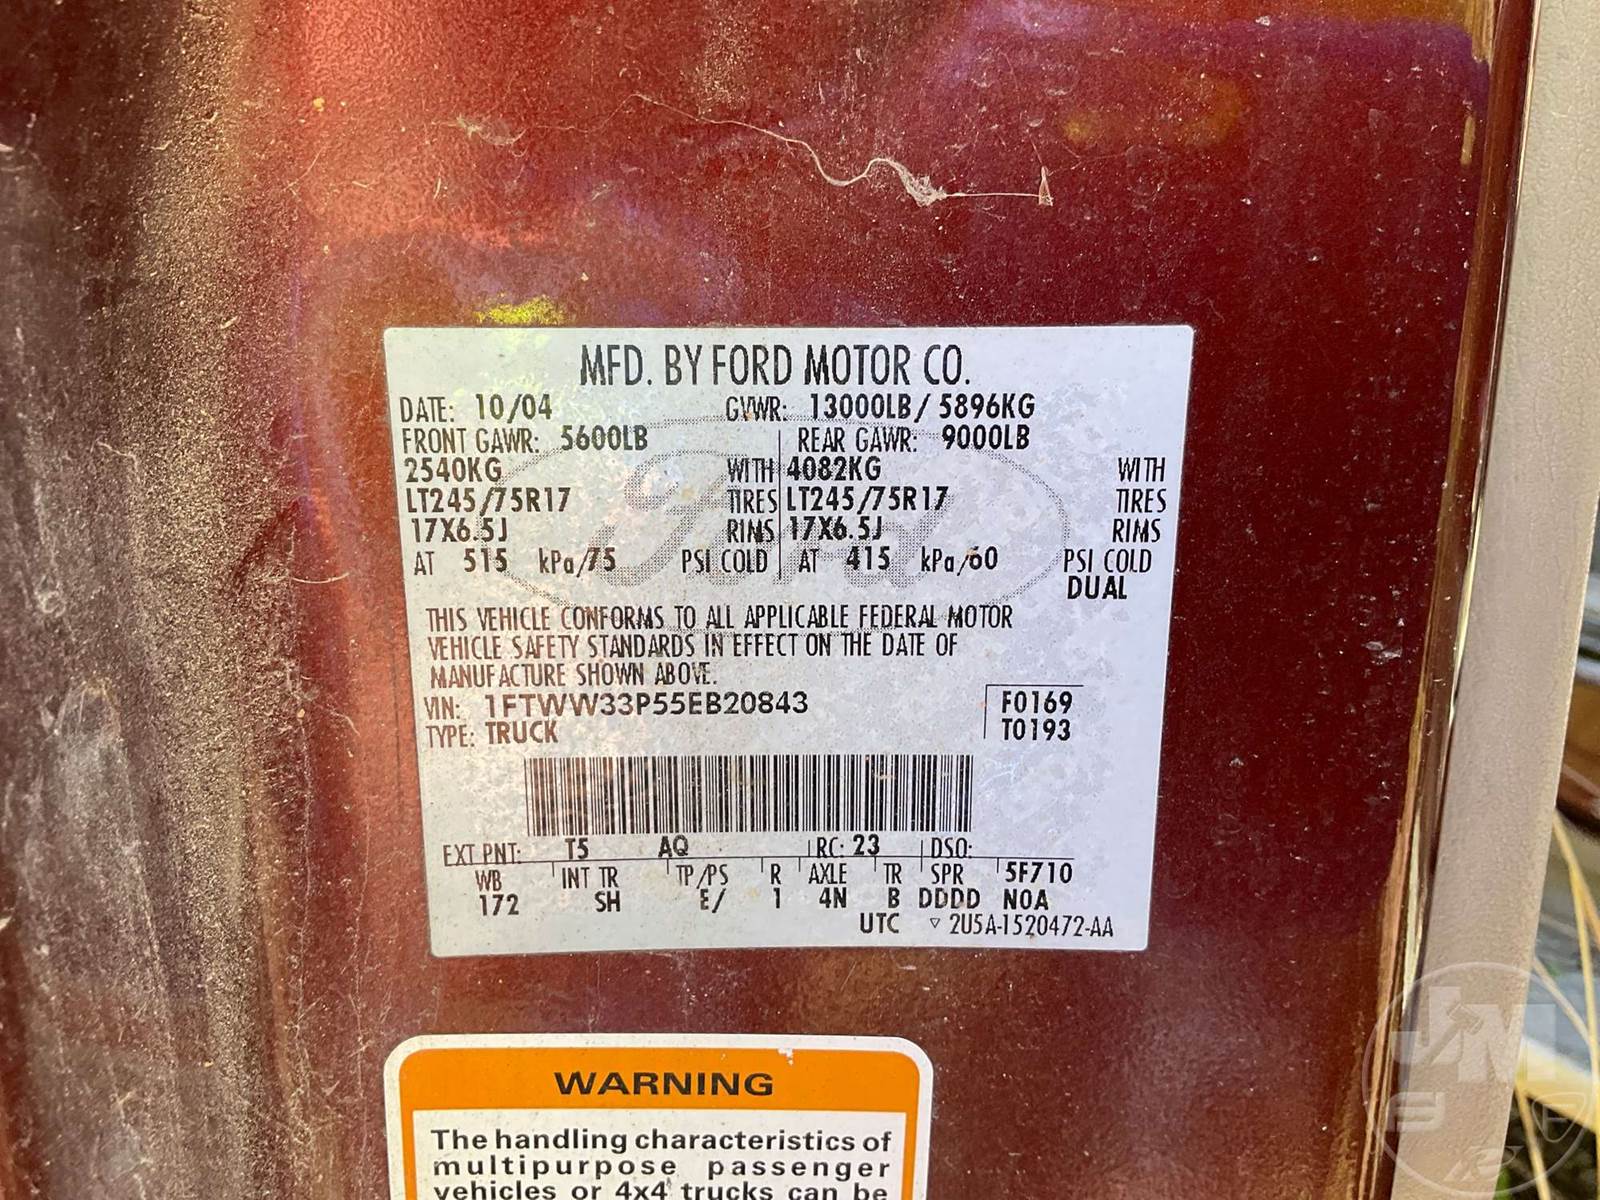 MFD. BY FORD MOTOR CO.
DATE: 10/04 GVWR: 13000LB/ 5896KG
FRONT GAWR: 5600LB REAR GAWR: 9000LB
2540KG WITH 4082KG WITH
LT245/75R17 TIRES LT245/75R17 TIRES
17X6.5J RIMS 17X6.5J RIMS
AT 515 kPa/75 PSI COLD AT 415 kPa/60 PSI COLD
DUAL
THIS VEHICLE CONFORMS TO ALL APPLICABLE FEDERAL MOTOR
VEHICLE SAFETY STANDARDS IN EFFECT ON THE DATE OF
MANUFACTURE SHOWN ABOVE.
VIN: 1FTWW33P55EB20843 F0169
TYPE: TRUCK T0193
EXT PNT: T5 AQ RC: 23 DSO:
WB INT TR TP/PS R AXLE TR SPR 5F710
172 SH E/ 1 4N B DDDD N0A
UTC ▽ 2U5A-1520472-AA
WARNING
The handling characteristics of
multipurpose passenger
vehicles or 4x4 trucks can be